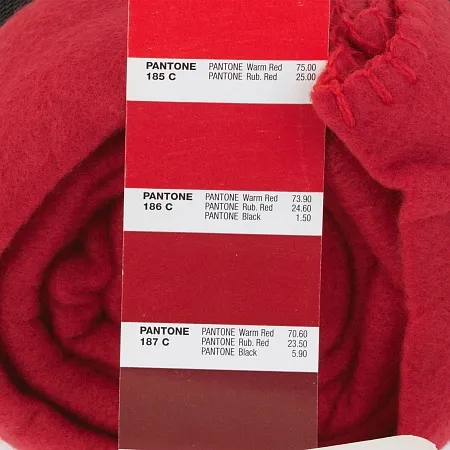 PANTONE PANTONE Warm Red 75.00
185 C PANTONE Rub. Red 25.00
PANTONE PANTONE Warm Red 73.90
186 C PANTONE Rub. Red 24.60
PANTONE Black 1.50
PANTONE PANTONE Warm Red 70.60
187 C PANTONE Rub. Red 23.50
PANTONE Black 5.90